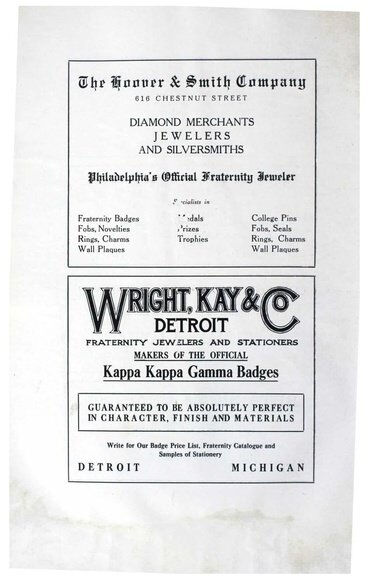 The Hoover & Smith Company
616 CHESTNUT STREET
DIAMOND MERCHANTS
JEWELERS
AND SILVERSMITHS
Philadelphia's Official Fraternity Jeweler
Specialists in
Fraternity Badges
Fobs, Novelties
Rings, Charms
Wall Plaques
Medals
Prizes
Trophies
College Pins
Fobs, Seals
Rings, Charms
Wall Plaques
WRIGHT, KAY & CO
DETROIT
FRATERNITY JEWELERS AND STATIONERS
MAKERS OF THE OFFICIAL
Kappa Kappa Gamma Badges
GUARANTEED TO BE ABSOLUTELY PERFECT
IN CHARACTER, FINISH AND MATERIALS
Write for Our Badge Price List, Fraternity Catalogue and
Samples of Stationery
DETROIT MICHIGAN